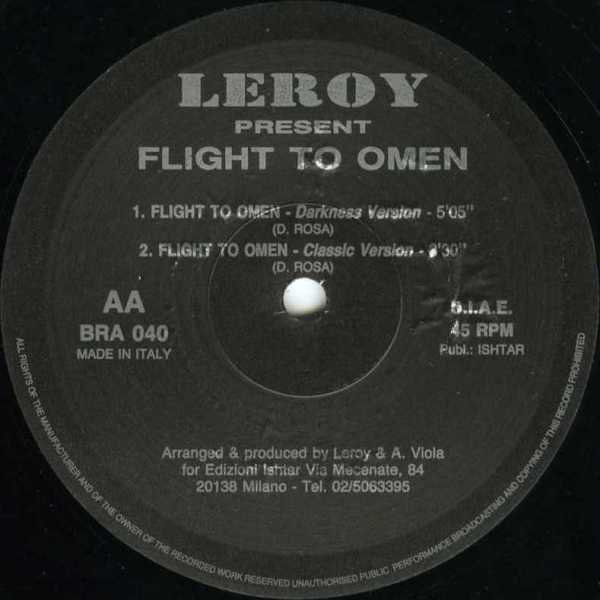 LEROY
PRESENT
FLIGHT TO OMEN
1. FLIGHT TO OMEN - Darkness Version - 5'05"
(D. ROSA)
2. FLIGHT TO OMEN - Classic Version -
(D. ROSA)
AA
BRA 040
MADE IN ITALY
S.I.A.E.
45 RPM
Publ.: ISHTAR
Arranged & produced by Leroy & A. Viola
for Edizioni Ishtar Via Mecenate, 84
20138 Milano - Tel. 02/5063395
ALL RIGHTS OF THE MANUFACTURER AND OF THE OWNER OF THE RECORDED WORK RESERVED UNAUTHORISED PUBLIC PERFORMANCE BROADCASTING AND COPYING OF THIS RECORD PROHIBITED